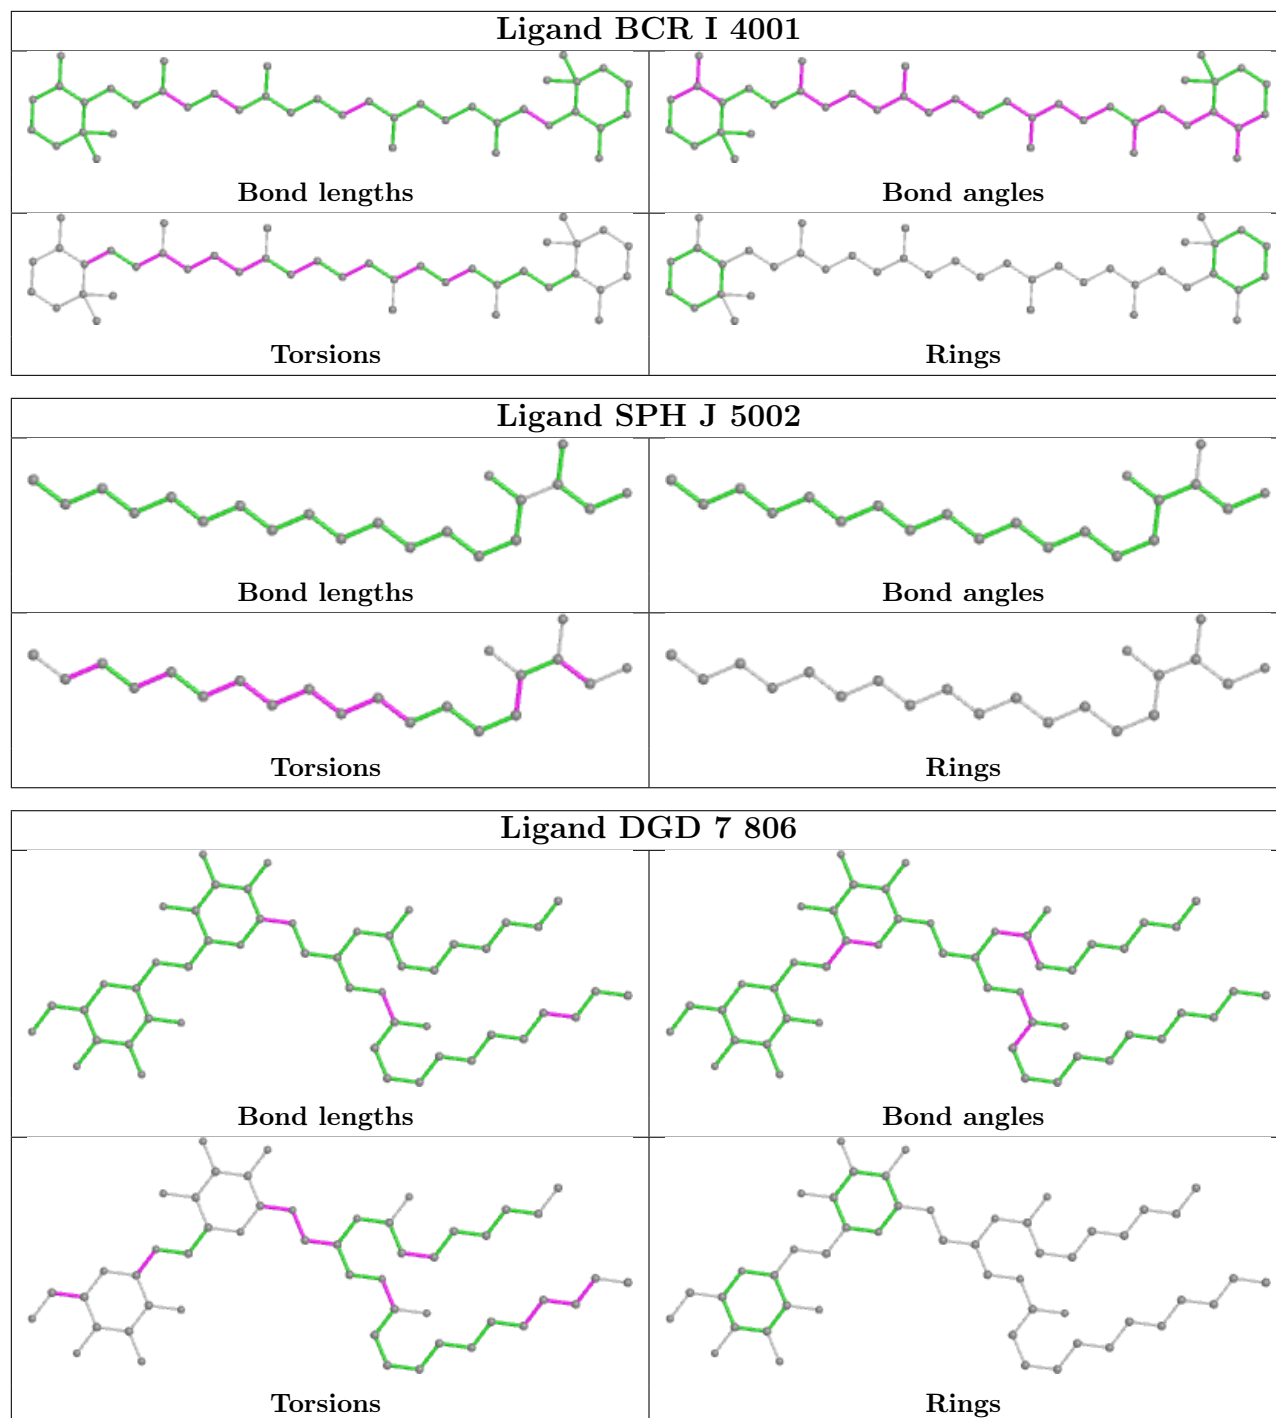 Ligand BCR I 4001
Bond lengths
Bond angles
Torsions
Rings
Ligand SPH J 5002
Bond lengths
Bond angles
Torsions
Rings
Ligand DGD 7 806
Bond lengths
Bond angles
Torsions
Rings